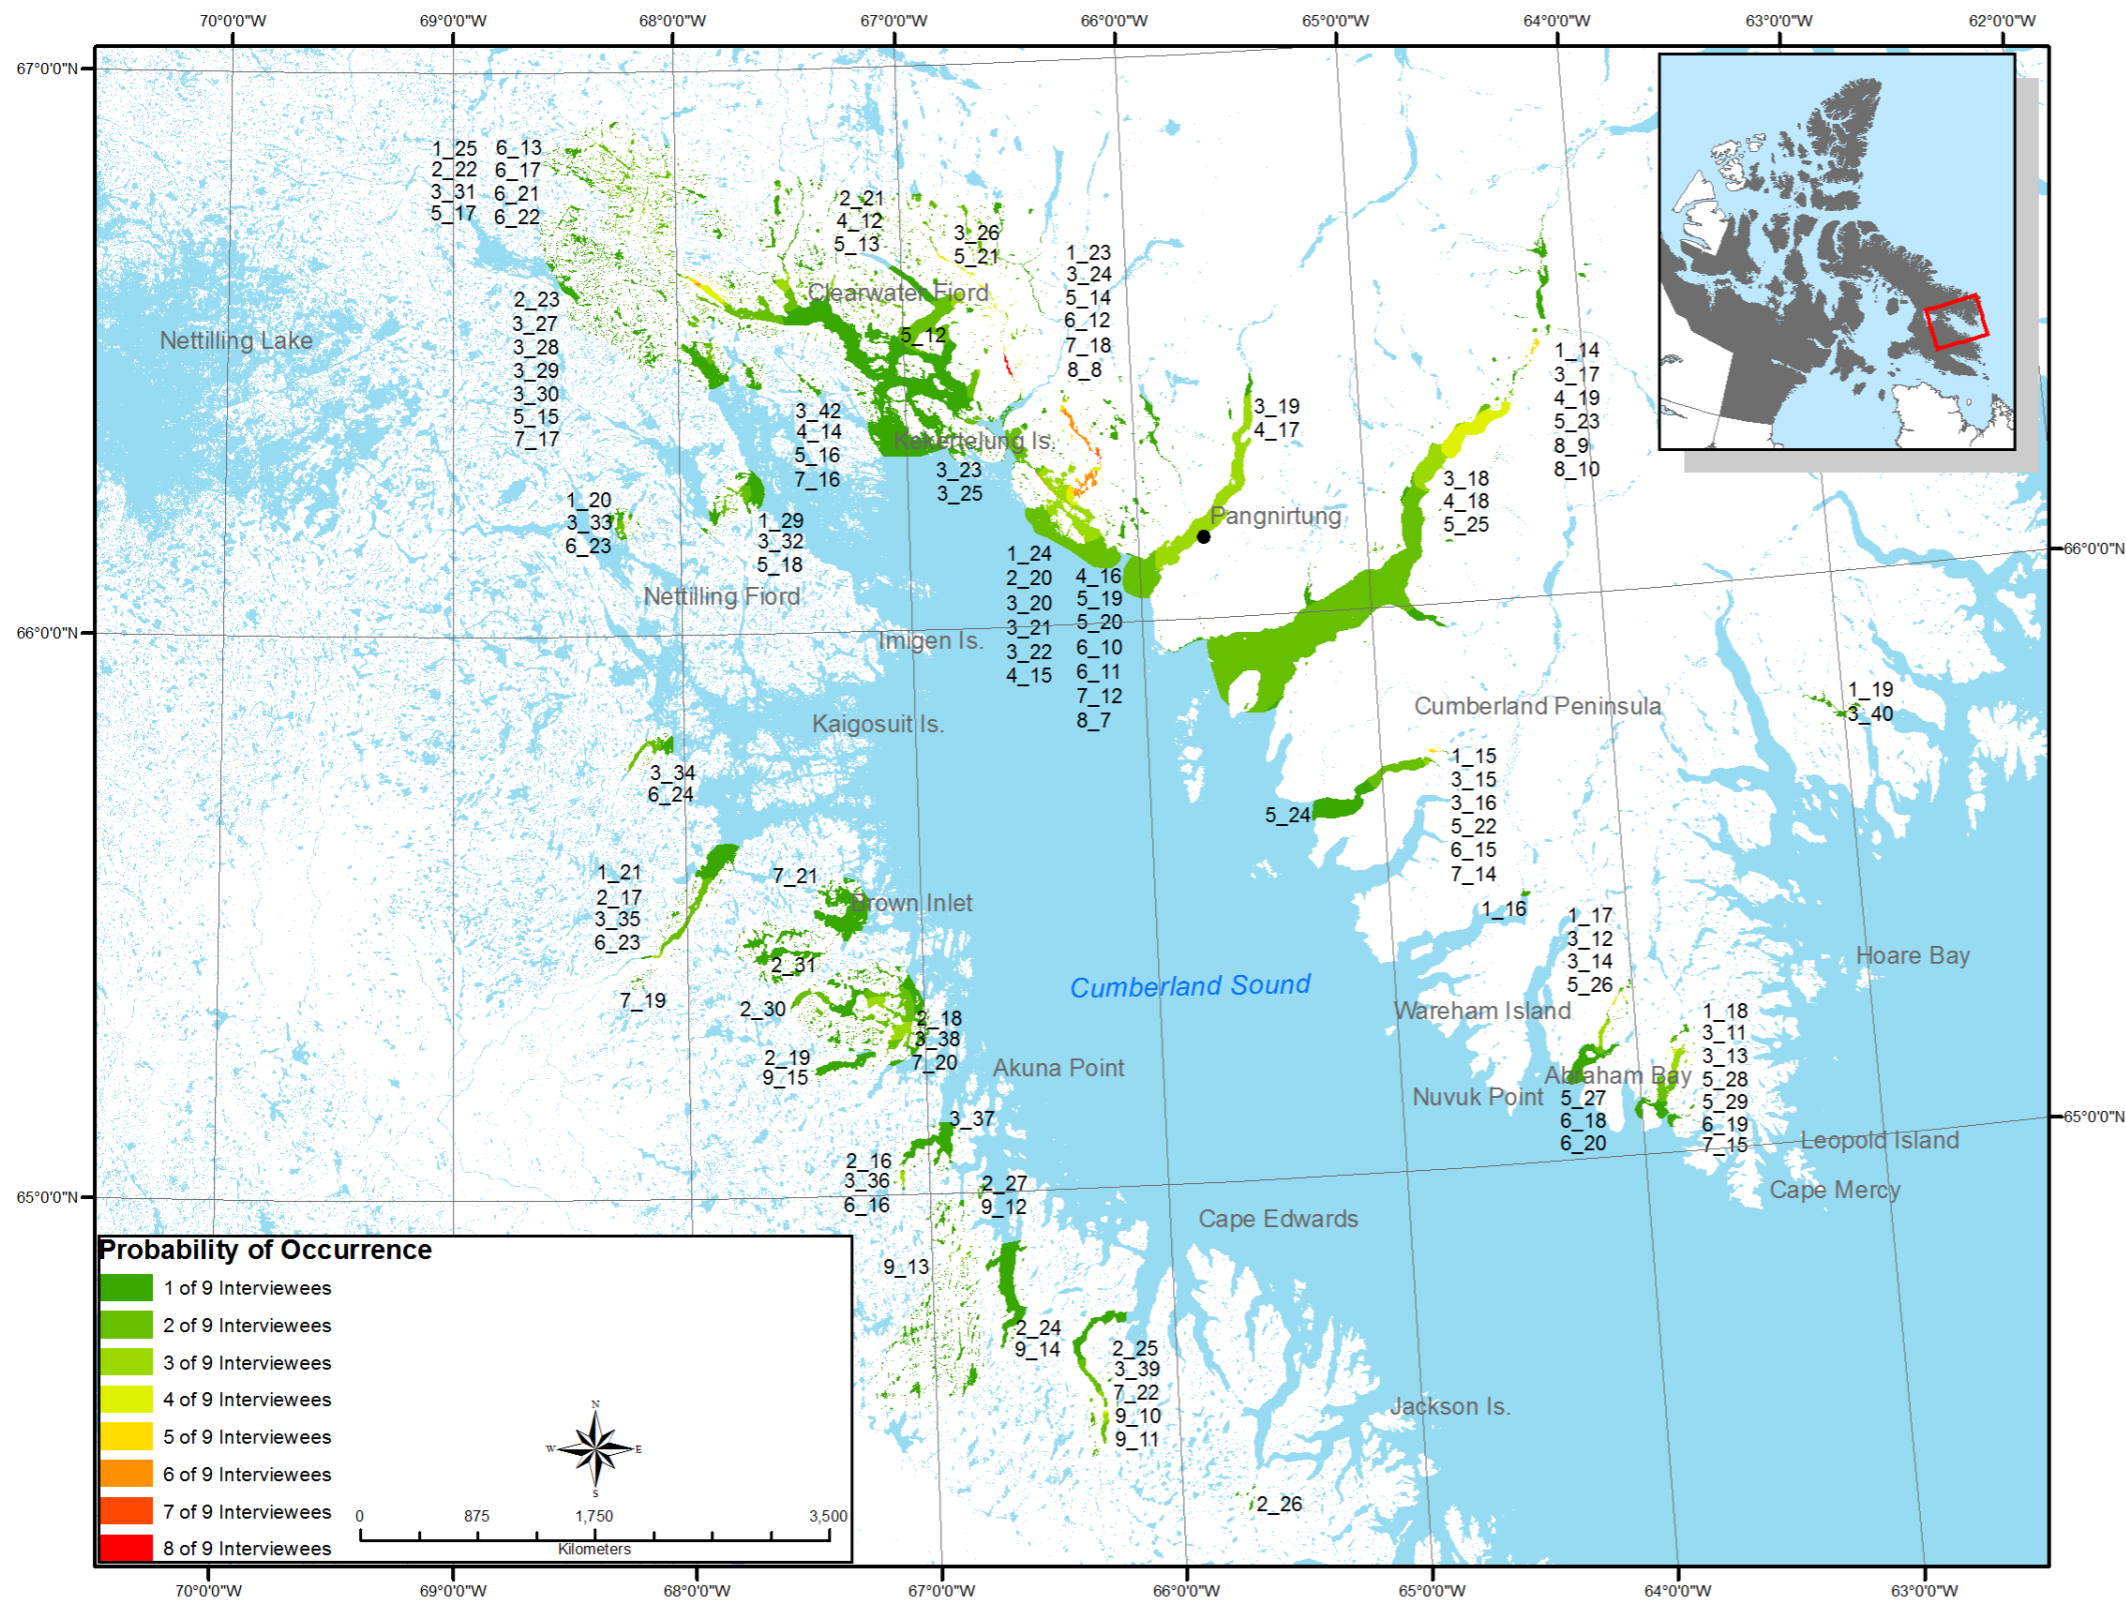 70°0'0"W 69°0'0"W 68°0'0"W 67°0'0"W 66°0'0"W 65°0'0"W 64°0'0"W 63°0'0"W 62°0'0"W
67°0'0"N
1_25 6_13
2_22 6_17
3_31 6_21
5_17 6_22
2_21
4_12
5_13
3_26
5_21
1_23
3_24
5_14
6_12
7_18
8_8
Clearwater Fiord
5_12
Nettilling Lake
2_23
3_27
3_28
3_29
3_30
5_15
7_17
1_14
3_17
4_19
5_23
8_9
8_10
3_19
4_17
3_42
4_14
5_16
7_16
Kekertelung Is.
3_23
3_25
3_18
4_18
5_25
Pangnirtung
1_20
3_33
6_23
1_29
3_32
5_18
66°0'0"N
Nettilling Fiord
1_24
2_20
3_20
3_21
3_22
4_15
4_16
5_19
5_20
6_10
6_11
7_12
8_7
66°0'0"N
Imigen Is.
Kaigosuit Is.
Cumberland Peninsula
1_19
3_40
3_34
6_24
1_15
3_15
3_16
5_22
6_15
7_14
5_24
1_21
2_17
3_35
6_23
7_21
Brown Inlet
1_16
1_17
3_12
3_14
5_26
2_31
Hoare Bay
Cumberland Sound
7_19
2_30
2_18
3_38
7_20
Wareham Island
1_18
3_11
3_13
5_28
5_29
6_19
7_15
2_19
9_15
Akuna Point
Abraham Bay
Nuvuk Point
5_27
6_18
6_20
65°0'0"N
3_37
Leopold Island
2_16
3_36
6_16
2_27
9_12
Cape Mercy
65°0'0"N
Cape Edwards
9_13
2_24
9_14
2_25
3_39
7_22
9_10
9_11
Jackson Is.
2_26
Probability of Occurrence
1 of 9 Interviewees
2 of 9 Interviewees
3 of 9 Interviewees
4 of 9 Interviewees
5 of 9 Interviewees
6 of 9 Interviewees
7 of 9 Interviewees
8 of 9 Interviewees
N
W E
S
0 875 1,750 3,500
Kilometers
70°0'0"W 69°0'0"W 68°0'0"W 67°0'0"W 66°0'0"W 65°0'0"W 64°0'0"W 63°0'0"W